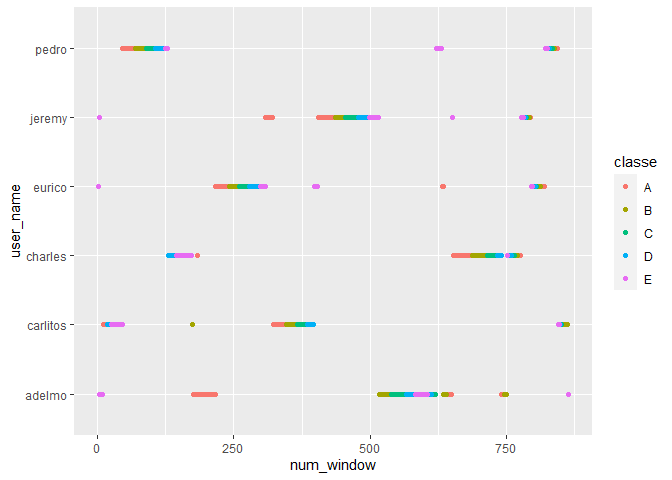 pedro
jeremy
eurico
charles
carlitos
adelmo
user_name
0 250 500 750
num_window
classe
A
B
C
D
E